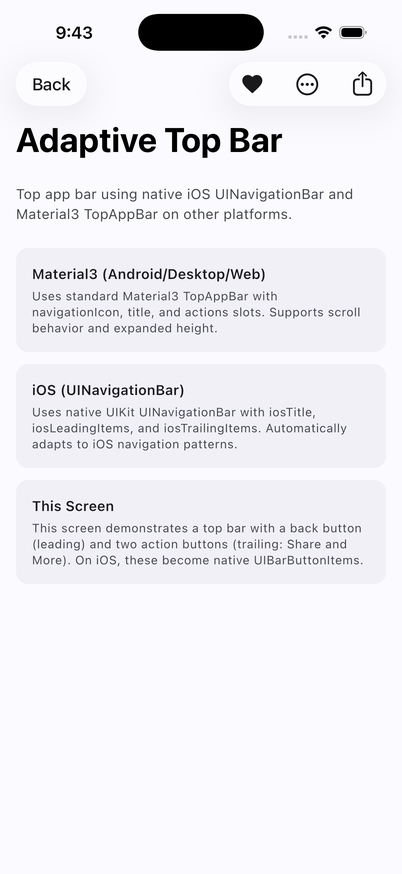 9:43
Back
Adaptive Top Bar
Top app bar using native iOS UINavigationBar and
Material3 TopAppBar on other platforms.
Material3 (Android/Desktop/Web)
Uses standard Material3 TopAppBar with
navigationIcon, title, and actions slots. Supports scroll
behavior and expanded height.
iOS (UINavigationBar)
Uses native UIKit UINavigationBar with iosTitle,
iosLeadingItems, and iosTrailingItems. Automatically
adapts to iOS navigation patterns.
This Screen
This screen demonstrates a top bar with a back button
(leading) and two action buttons (trailing: Share and
More). On iOS, these become native UIBarButtonItems.